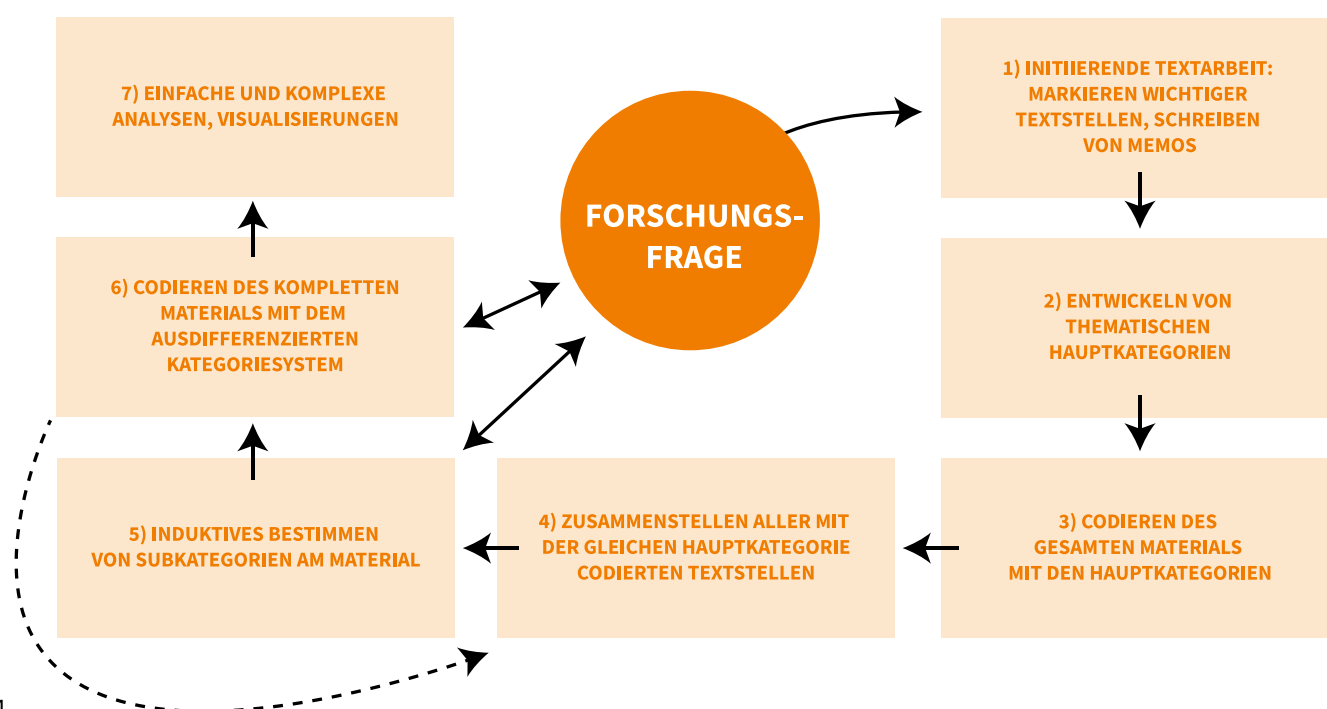 FORSCHUNGS-
FRAGE
1) INITIIERENDE TEXTARBEIT:
MARKIEREN WICHTIGER
TEXTSTELLEN, SCHREIBEN
VON MEMOS
2) ENTWICKELN VON
THEMATISCHEN
HAUPTKATEGORIEN
3) CODIEREN DES
GESAMTEN MATERIALS
MIT DEN HAUPTKATEGORIEN
4) ZUSAMMENSTELLEN ALLER MIT
DER GLEICHEN HAUPTKATEGORIE
CODIERTEN TEXTSTELLEN
5) INDUKTIVES BESTIMMEN
VON SUBKATEGORIEN AM MATERIAL
6) CODIEREN DES KOMPLETTEN
MATERIALS MIT DEM
AUSDIFFERENZIERTEN
KATEGORIESYSTEM
7) EINFACHE UND KOMPLEXE
ANALYSEN, VISUALISIERUNGEN